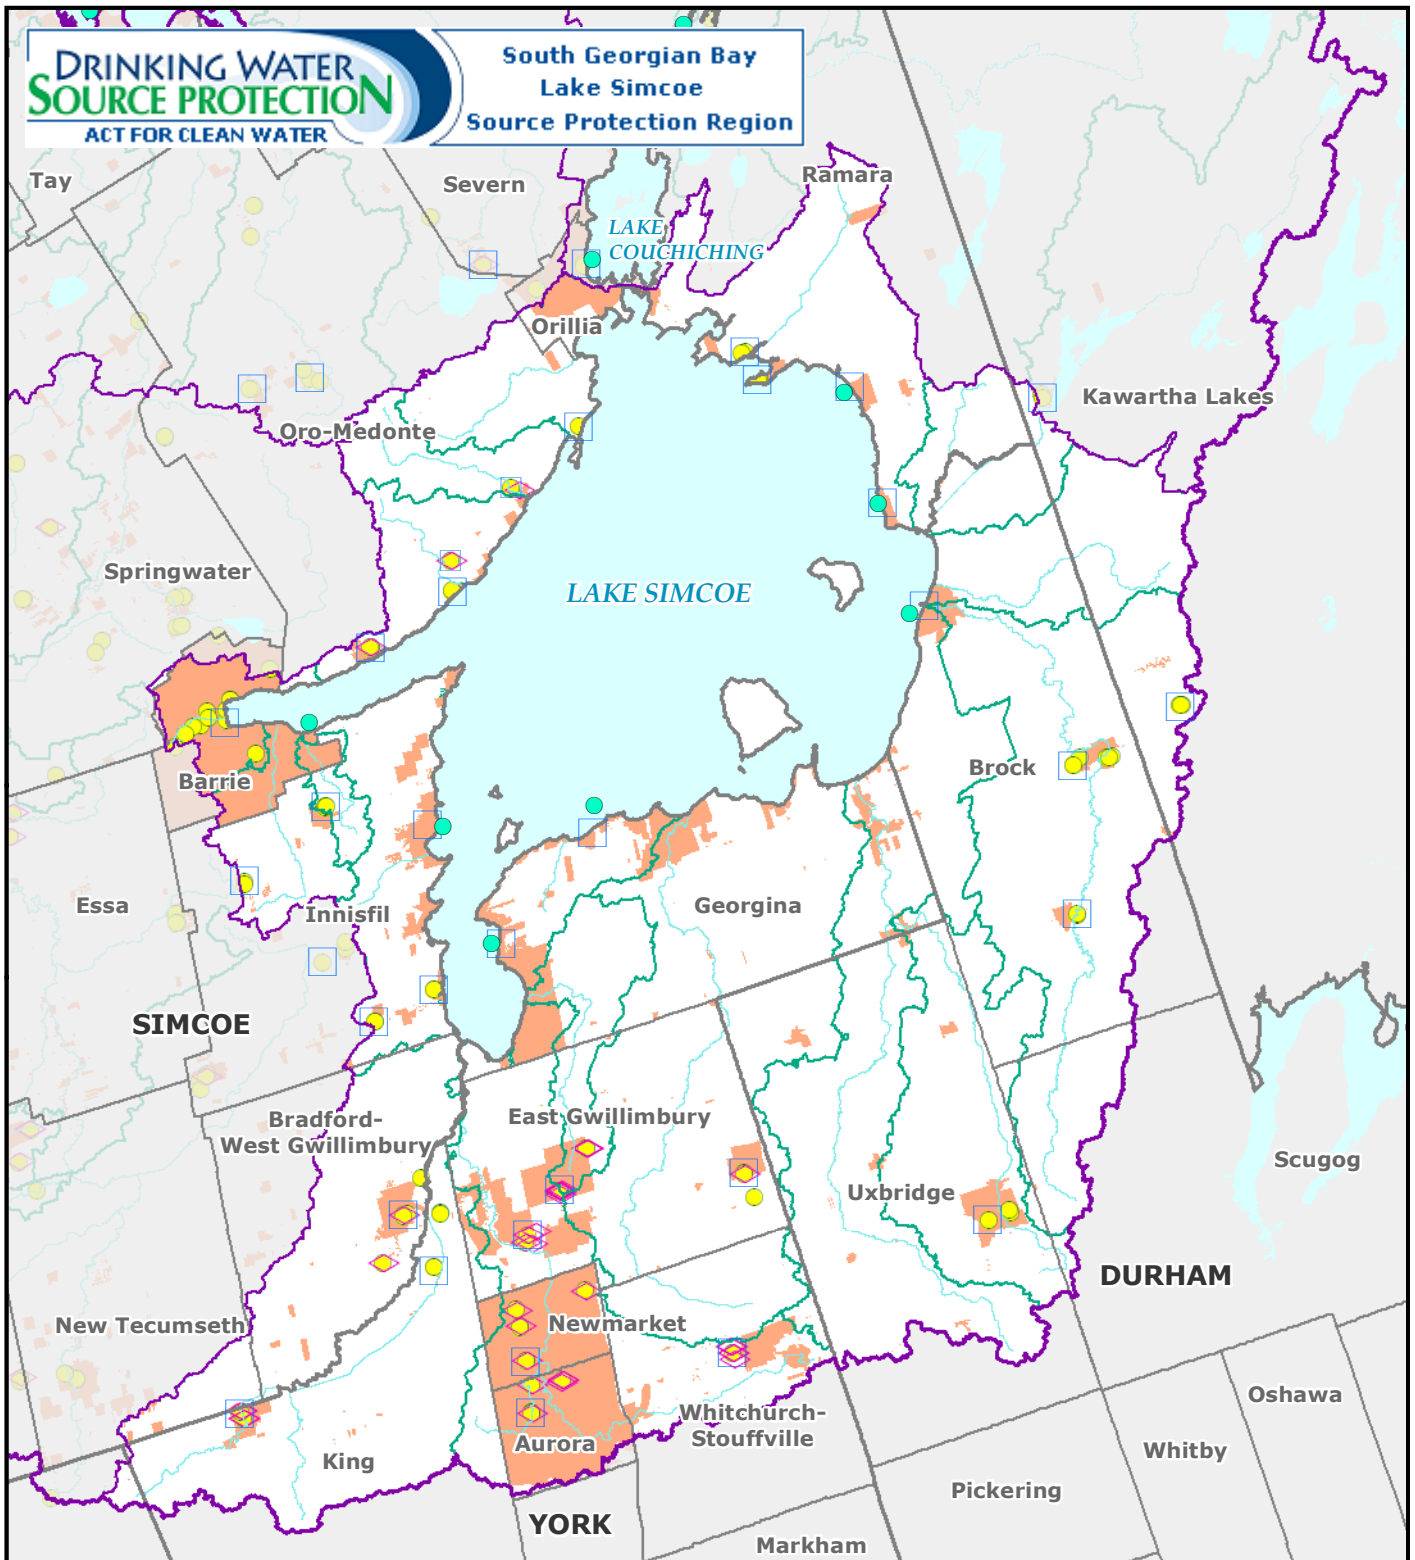 DRINKING WATER
SOURCE PROTECTION
ACT FOR CLEAN WATER
South Georgian Bay
Lake Simcoe
Source Protection Region
Tay
Severn
Ramara
LAKE
COUCHICHING
Orillia
Kawartha Lakes
Oro-Medonte
Springwater
LAKE SIMCOE
Barrie
Brock
Essa
Innisfil
Georgina
SIMCOE
Bradford-
West Gwillimbury
East Gwillimbury
Scugog
Uxbridge
DURHAM
New Tecumseth
Newmarket
Oshawa
Whitchurch-
Stouffville
Aurora
Whitby
King
Pickering
YORK
Markham